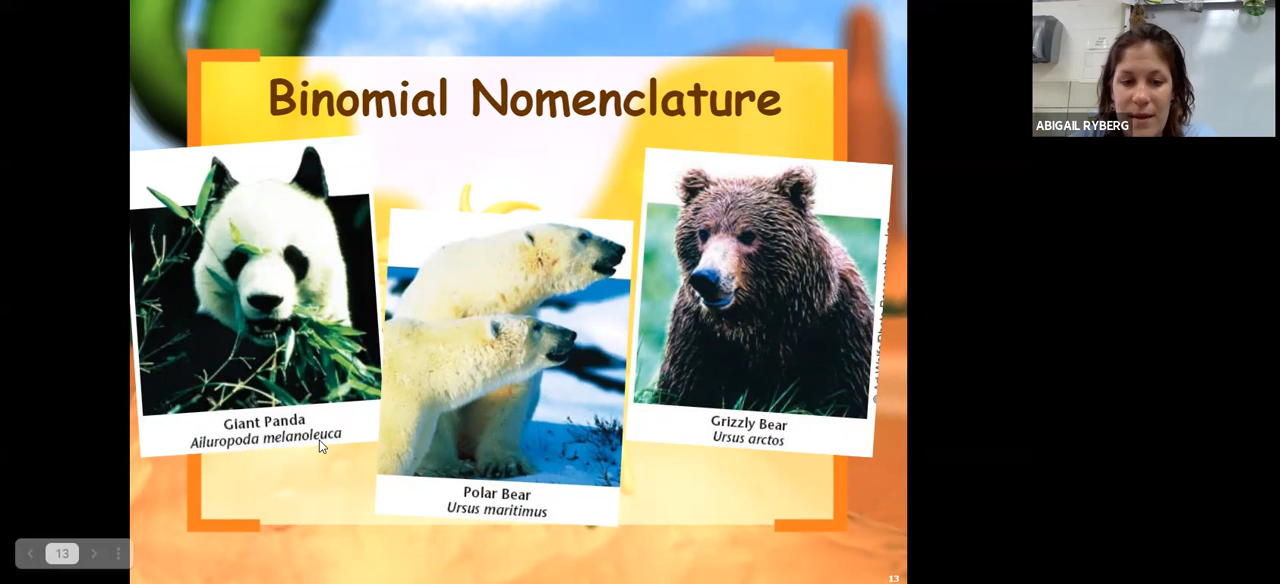 Binomial Nomenclature
ABIGAIL RYBERG
Giant Panda
Ailuropoda melanoleuca
Polar Bear
Ursus maritimus
Grizzly Bear
Ursus arctos
13
13